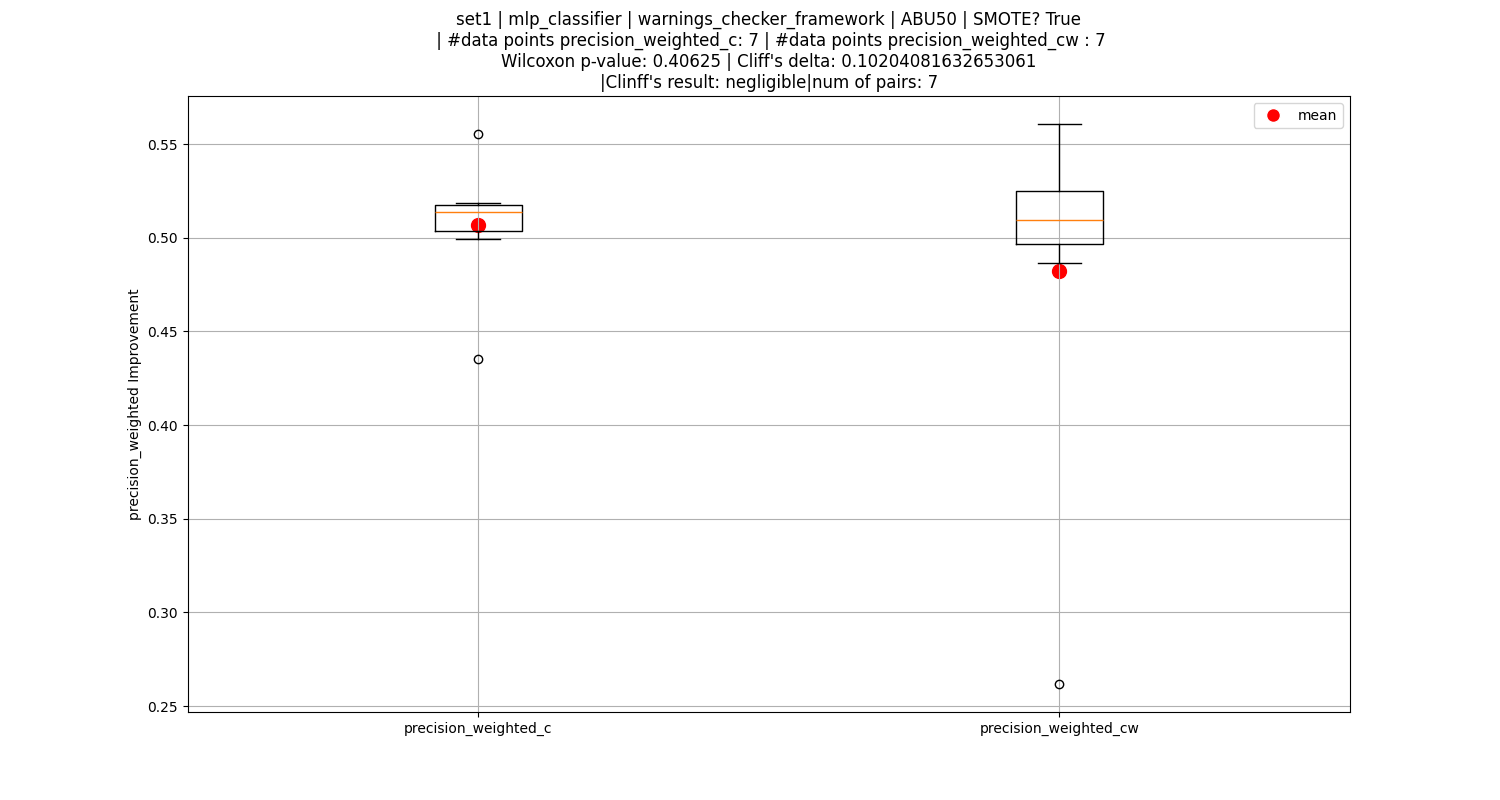 set1 | mlp_classifier | warnings_checker_framework | ABU50 | SMOTE? True
| #data points precision_weighted_c: 7 | #data points precision_weighted_cw : 7
Wilcoxon p-value: 0.40625 | Cliff's delta: 0.10204081632653061
|Clinff's result: negligible|num of pairs: 7
mean
precision_weighted Improvement
0.55
0.50
0.45
0.40
0.35
0.30
0.25
precision_weighted_c
precision_weighted_cw